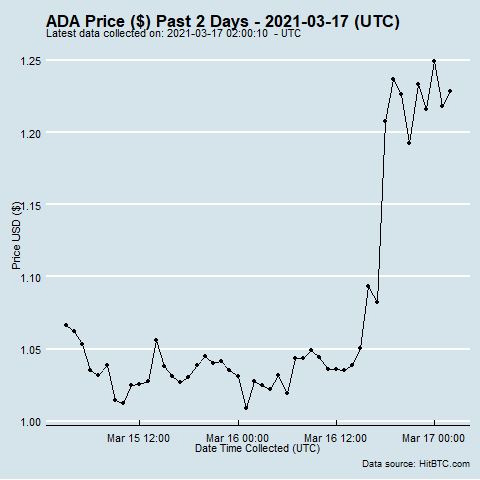 ADA Price ($) Past 2 Days - 2021-03-17 (UTC)
Latest data collected on: 2021-03-17 02:00:10  - UTC
1.25
1.20
1.15
1.10
1.05
1.00
Price USD ($)
Mar 15 12:00
Mar 16 00:00
Mar 16 12:00
Mar 17 00:00
Date Time Collected (UTC)
Data source: HitBTC.com